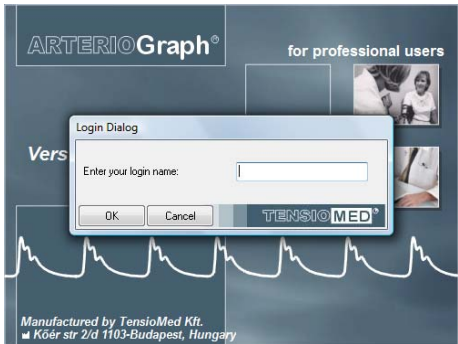 ARTERIOGraph®
for professional users
Login Dialog
Vers
Enter your login name:
OK
Cancel
TENSIOMED®
Manufactured by TensioMed Kft.
Kőér str 2/d 1103-Budapest, Hungary